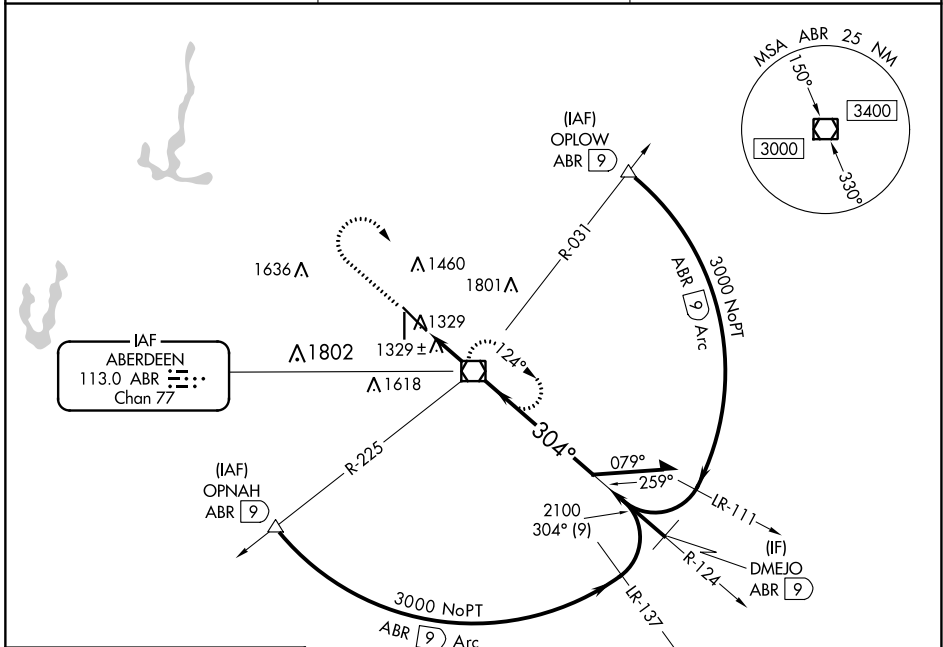 MSA ABR 25 NM
150°
3400
3000
330°
(IAF)
OPLOW
ABR 9
R-031
3000 NoPT
ABR 9 Arc
1636
1460
1801
1329
1329 ±
1802
1618
124°
IAF
ABERDEEN
113.0 ABR
Chan 77
R-225
304°
079°
259°
LR-111
(IAF)
OPNAH
ABR 9
2100
304° (9)
(IF)
DMEJO
ABR 9
R-124
LR-137
3000 NoPT
ABR 9 Arc